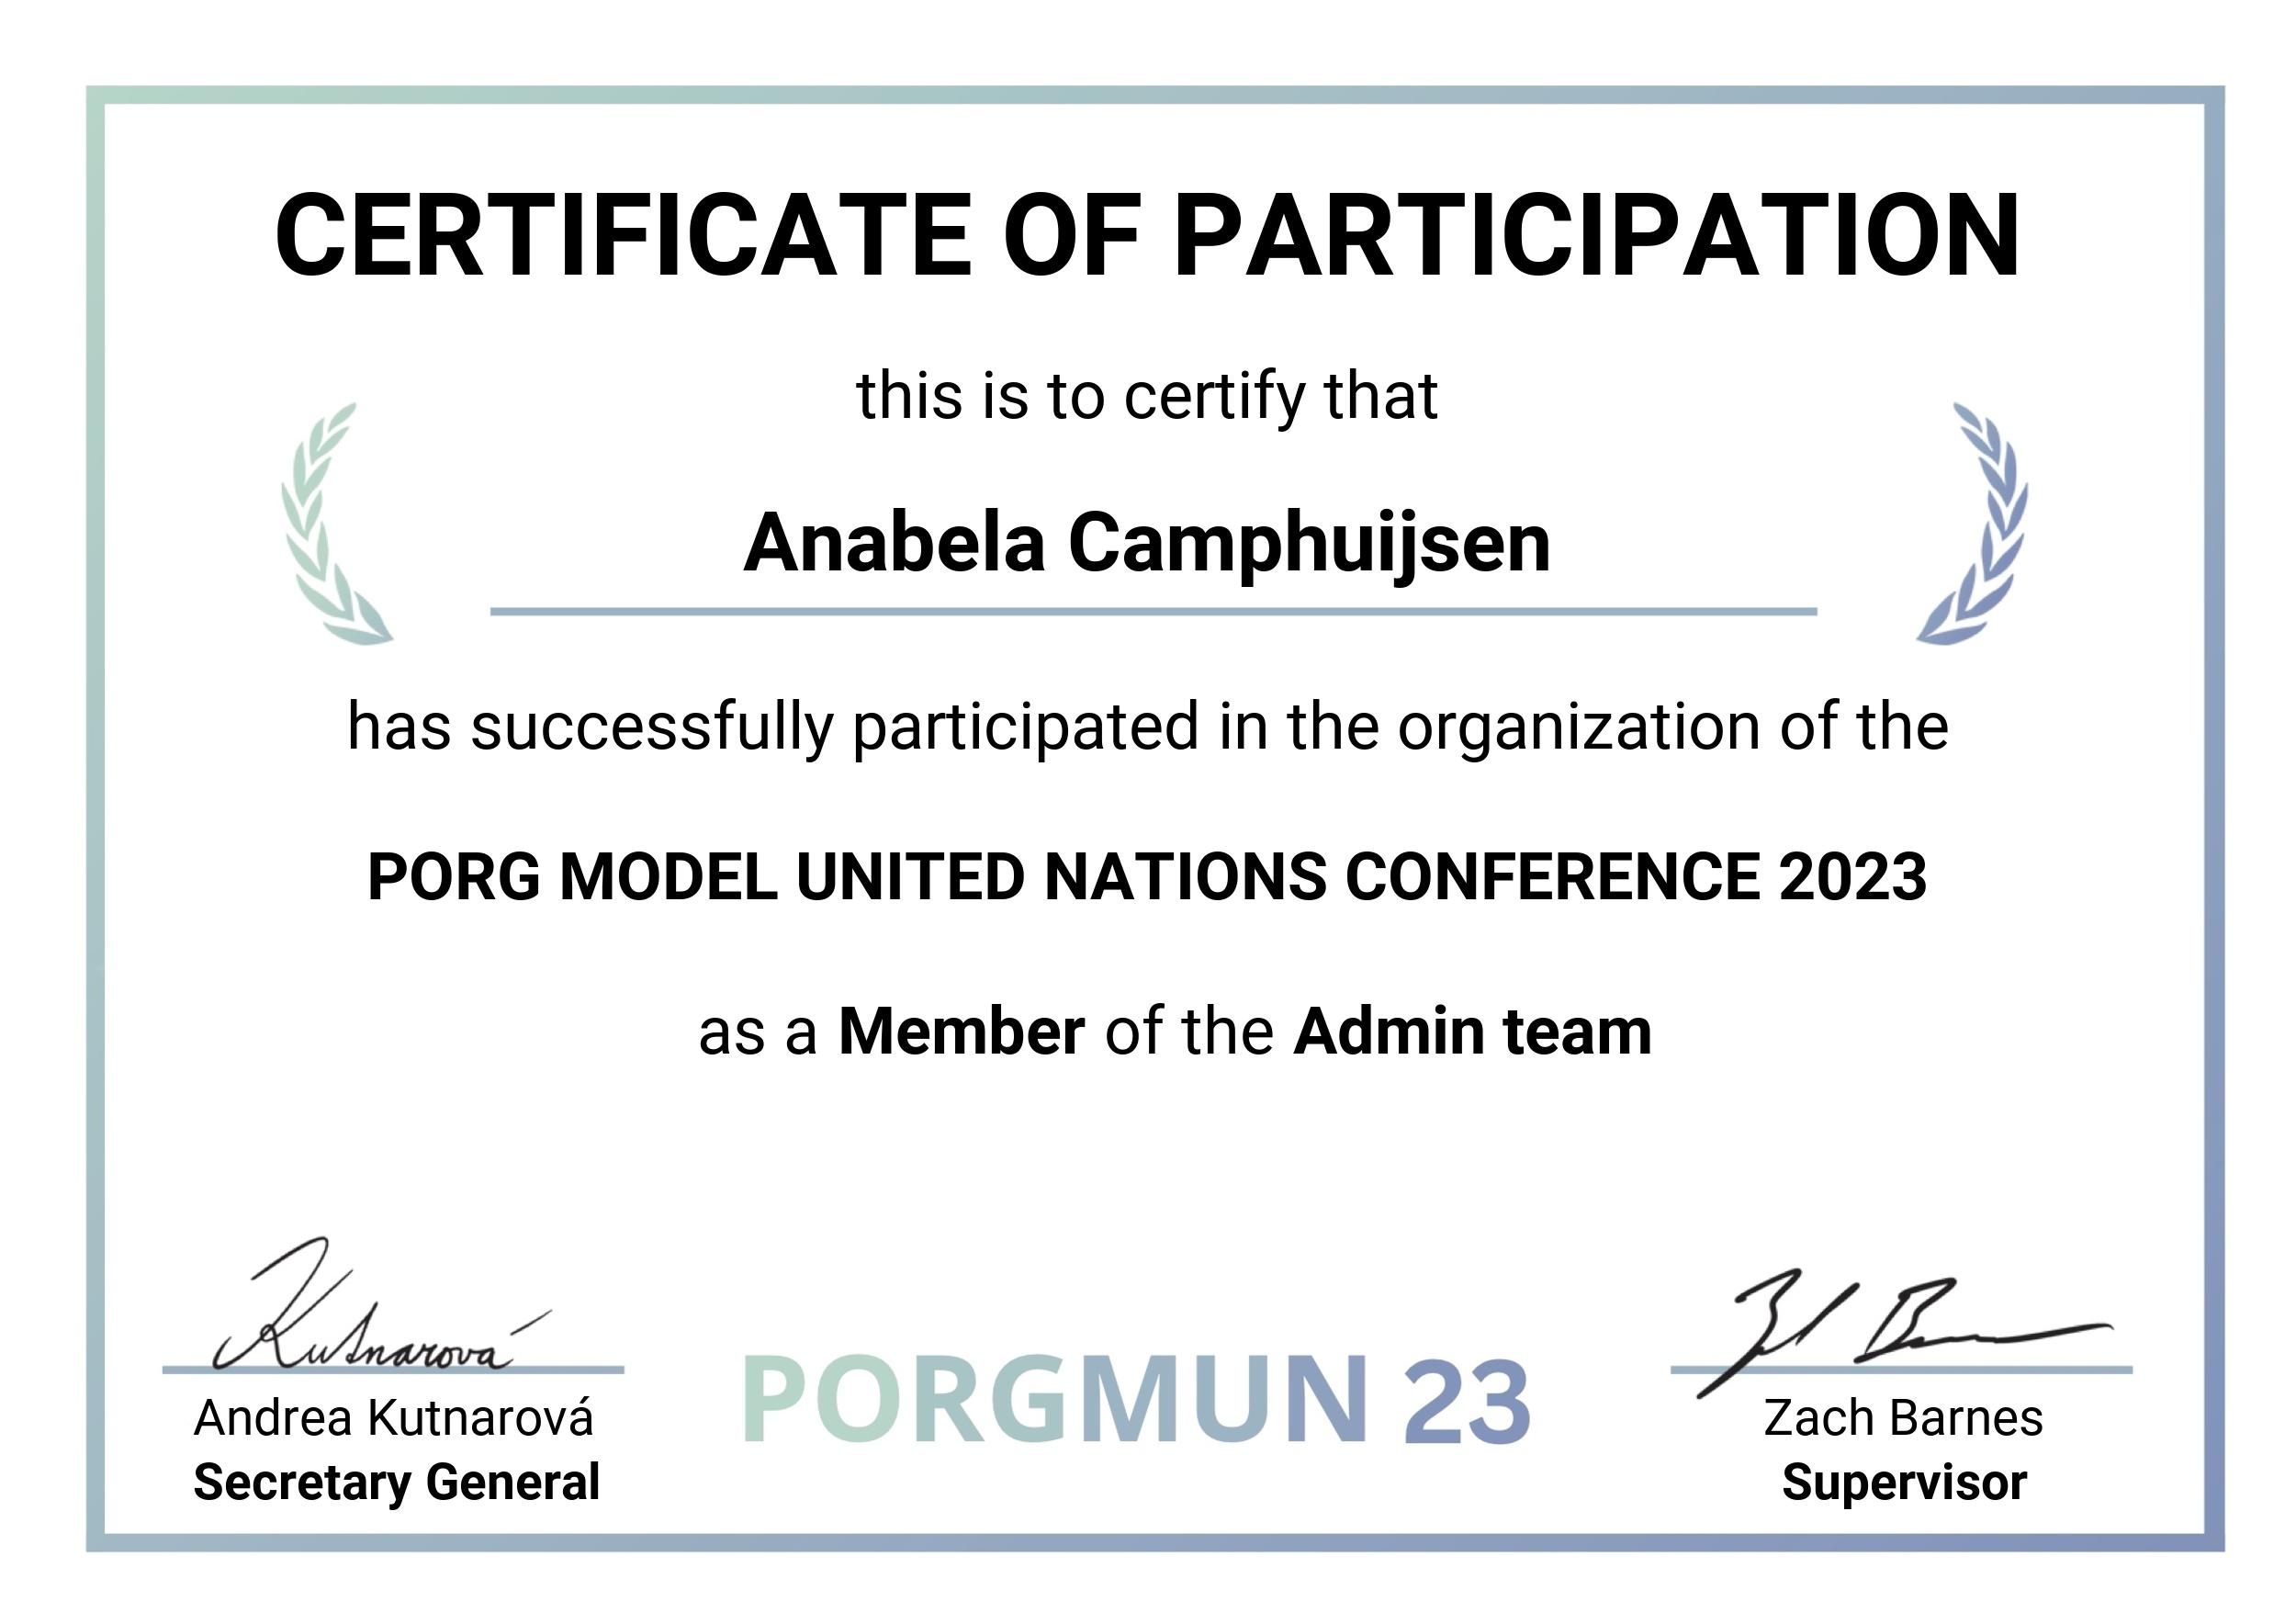 CERTIFICATE OF PARTICIPATION
this is to certify that
Anabela Camphuijsen
has successfully participated in the organization of the
PORG MODEL UNITED NATIONS CONFERENCE 2023
as a Member of the Admin team
Kutnarová
Andrea Kutnarová
Secretary General
PORGMUN 23
Zach Barnes
Supervisor